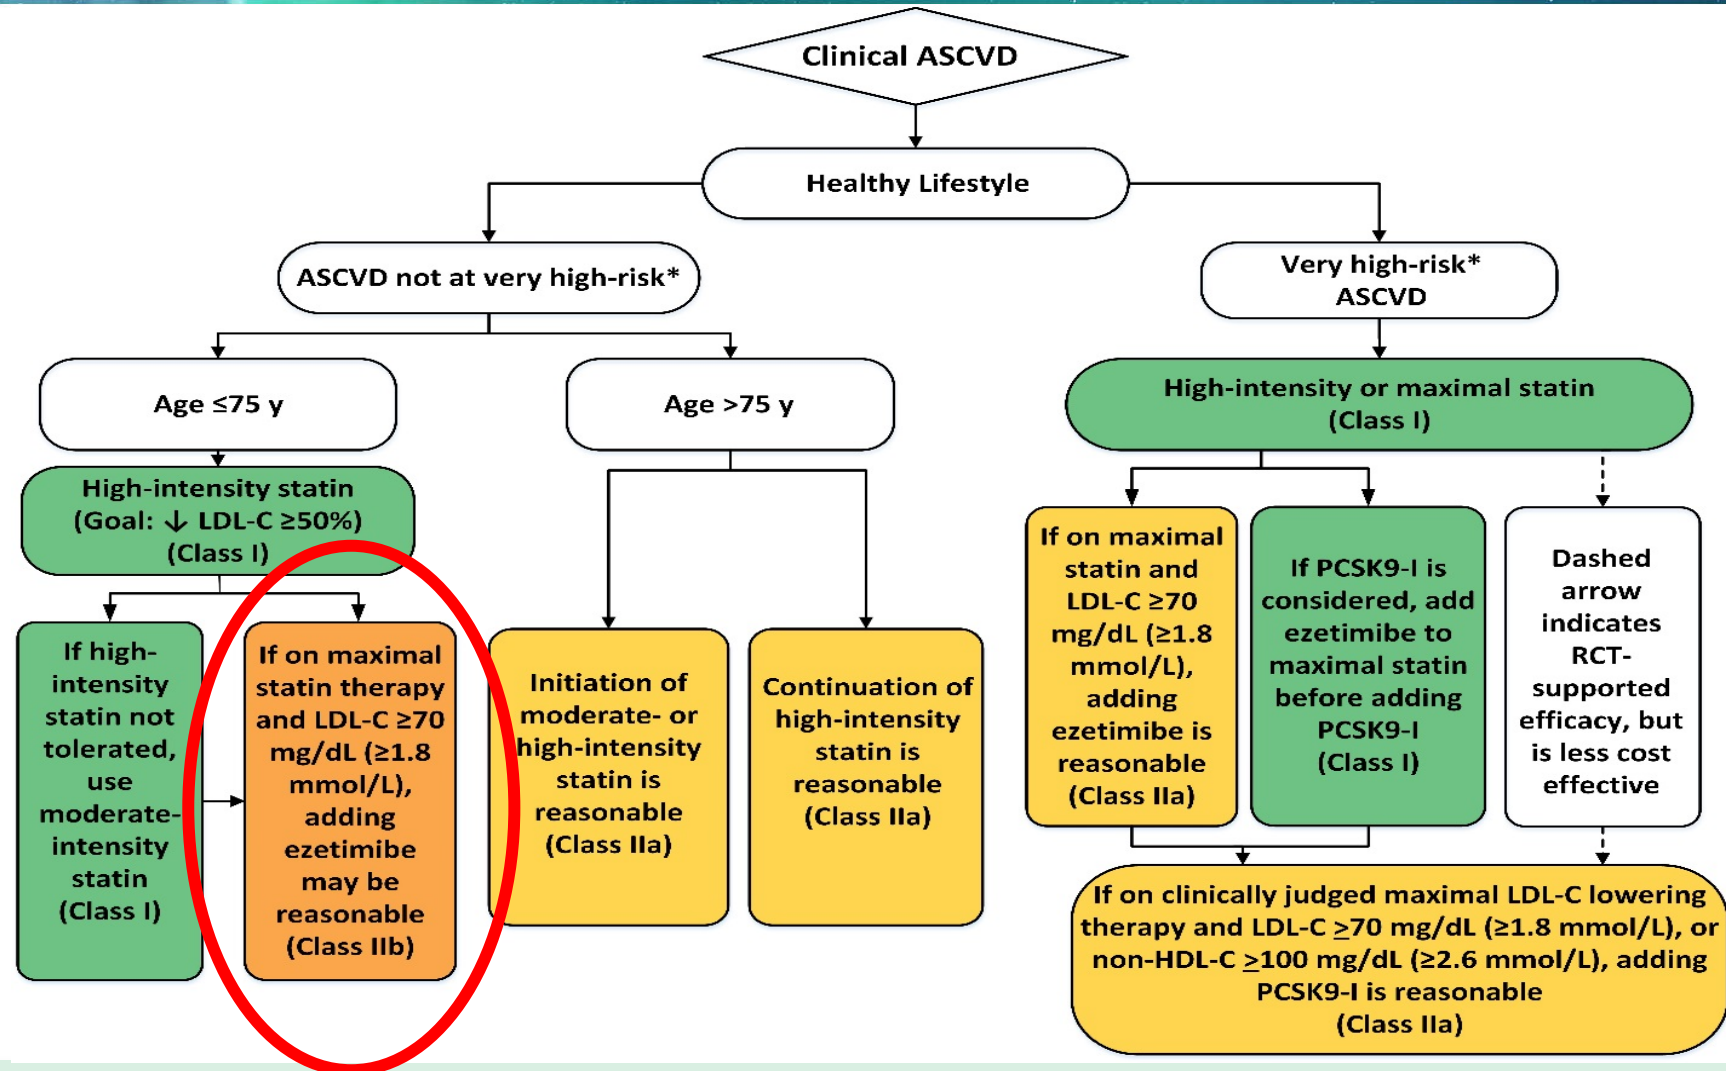 Clinical ASCVD
Healthy Lifestyle
ASCVD not at very high-risk*
Very high-risk*
ASCVD
Age ≤75 y
Age >75 y
High-intensity or maximal statin
(Class I)
High-intensity statin
(Goal: ↓ LDL-C ≥50%)
(Class I)
If high-
intensity
statin not
tolerated,
use
moderate-
intensity
statin
(Class I)
If on maximal
statin therapy
and LDL-C ≥70
mg/dL (≥1.8
mmol/L),
adding
ezetimibe
may be
reasonable
(Class IIb)
Initiation of
moderate- or
high-intensity
statin is
reasonable
(Class IIa)
Continuation of
high-intensity
statin is
reasonable
(Class IIa)
If on maximal
statin and
LDL-C ≥70
mg/dL (≥1.8
mmol/L),
adding
ezetimibe is
reasonable
(Class IIa)
If PCSK9-I is
considered, add
ezetimibe to
maximal statin
before adding
PCSK9-I
(Class I)
Dashed
arrow
indicates
RCT-
supported
efficacy, but
is less cost
effective
If on clinically judged maximal LDL-C lowering
therapy and LDL-C ≥70 mg/dL (≥1.8 mmol/L), or
non-HDL-C ≥100 mg/dL (≥2.6 mmol/L), adding
PCSK9-I is reasonable
(Class IIa)